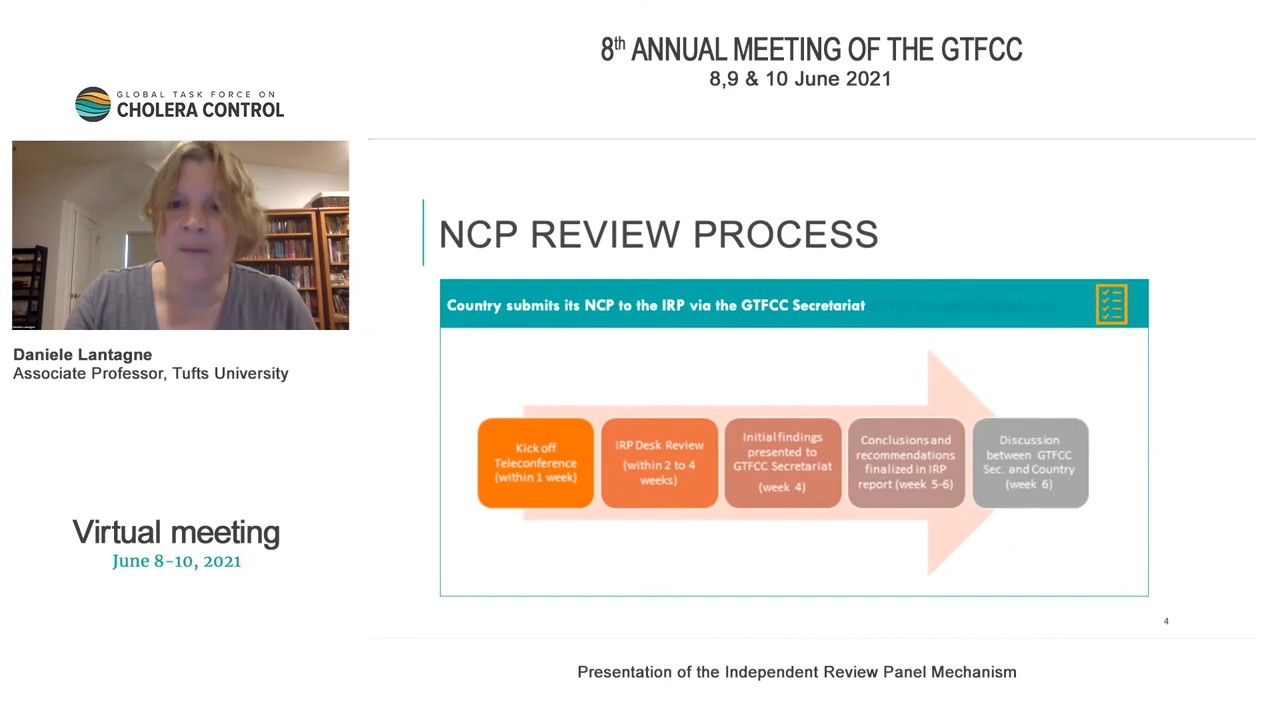 8th ANNUAL MEETING OF THE GTFCC
8,9 & 10 June 2021
GLOBAL TASK FORCE ON
CHOLERA CONTROL
Daniele Lantagne
Associate Professor, Tufts University
Virtual meeting
June 8-10, 2021
NCP REVIEW PROCESS
Country submits its NCP to the IRP via the GTFCC Secretariat
Kick off
Teleconference
(within 1 week)
IRP Desk Review
(within 2 to 4
weeks)
Initial findings
presented to
GTFCC Secretariat
(week 4)
Conclusions and
recommendations
finalized in IRP
report (week 5-6)
Discussion
between GTFCC
Sec. and Country
(week 6)
4
Presentation of the Independent Review Panel Mechanism